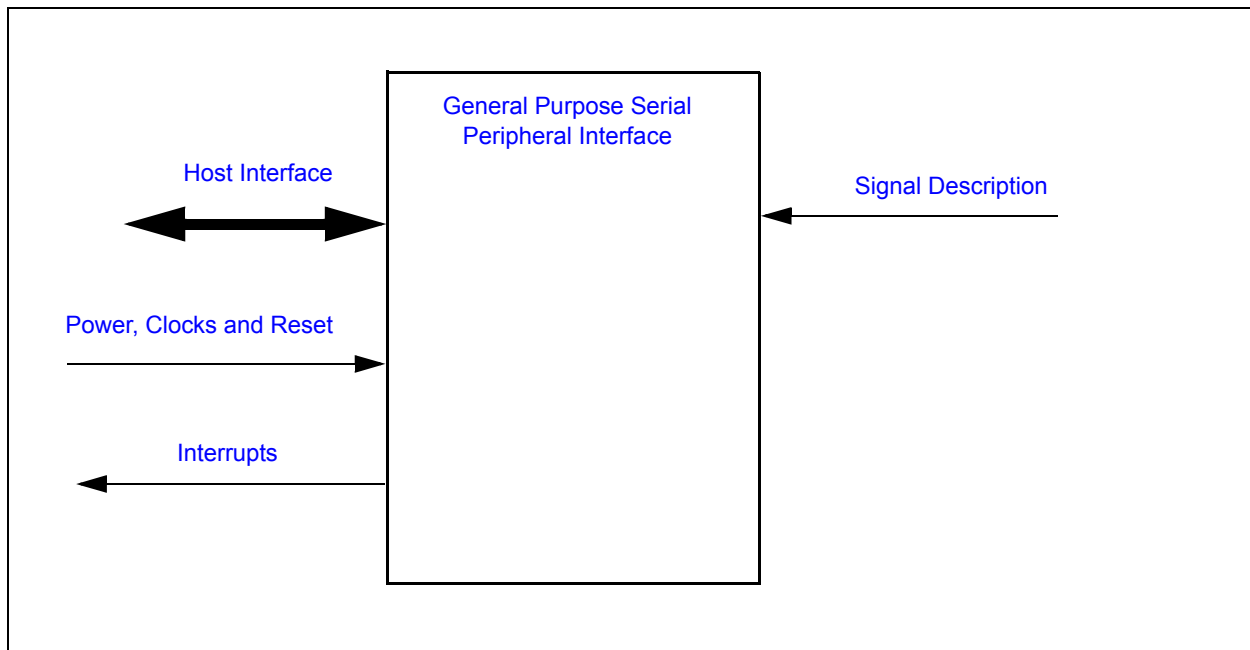 General Purpose Serial
Peripheral Interface
Host Interface
Signal Description
Power, Clocks and Reset
Interrupts